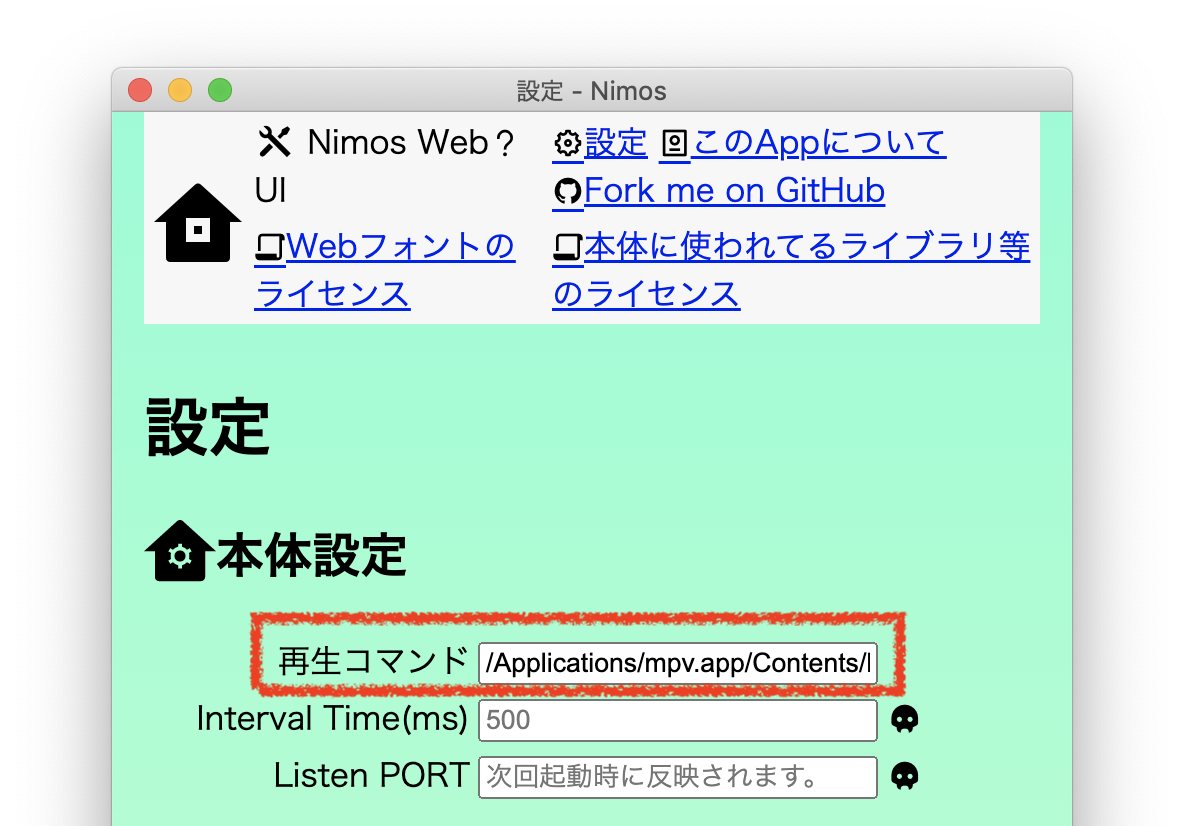 設定 - Nimos
Nimos Web？
UI
設定 このAppについて
Fork me on GitHub
Webフォントの
ライセンス
本体に使われてるライブラリ等
のライセンス
設定
本体設定
再生コマンド /Applications/mpv.app/Contents/
Interval Time(ms) 500
Listen PORT 次回起動時に反映されます。